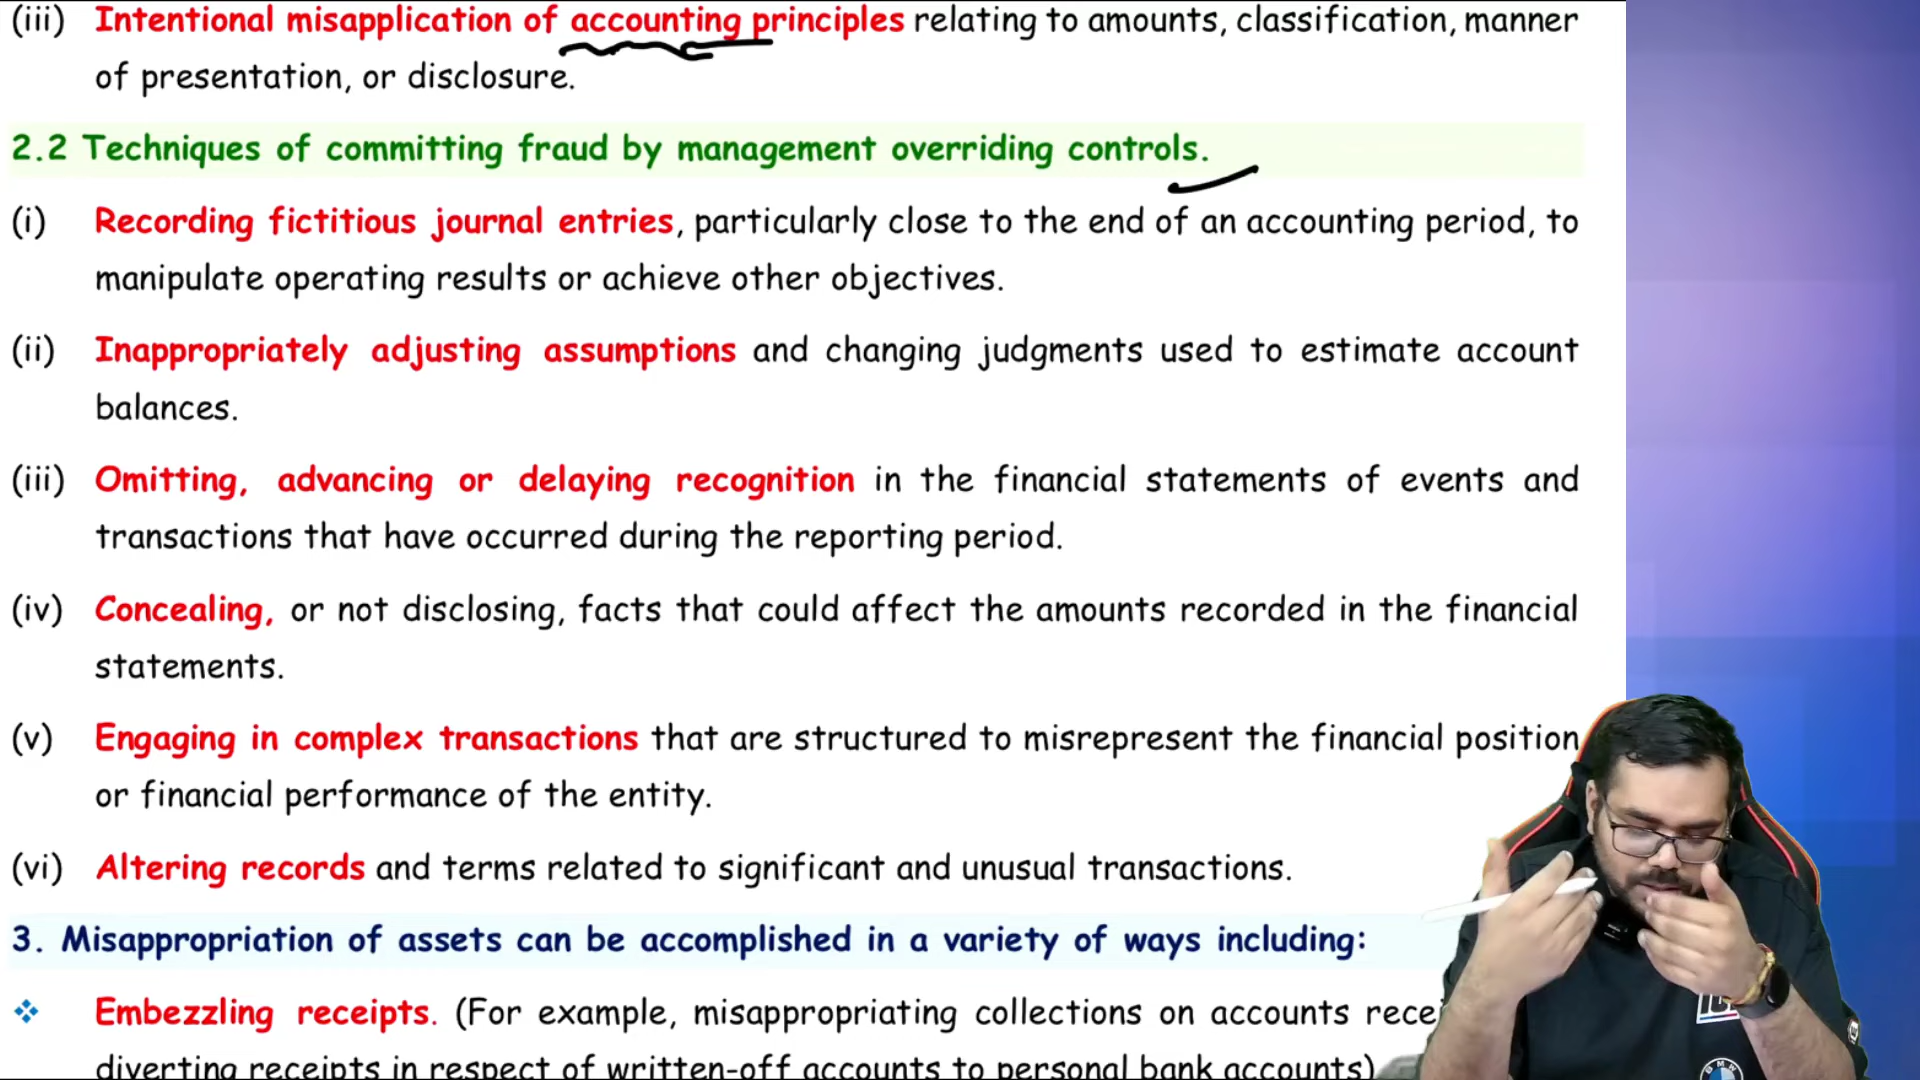 (iii) Intentional misapplication of accounting principles relating to amounts, classification, manner
of presentation, or disclosure.
2.2 Techniques of committing fraud by management overriding controls.
(i) Recording fictitious journal entries, particularly close to the end of an accounting period, to
manipulate operating results or achieve other objectives.
(ii) Inappropriately adjusting assumptions and changing judgments used to estimate account
balances.
(iii) Omitting, advancing or delaying recognition in the financial statements of events and
transactions that have occurred during the reporting period.
(iv) Concealing, or not disclosing, facts that could affect the amounts recorded in the financial
statements.
(v) Engaging in complex transactions that are structured to misrepresent the financial position
or financial performance of the entity.
(vi) Altering records and terms related to significant and unusual transactions.
3. Misappropriation of assets can be accomplished in a variety of ways including:
❖ Embezzling receipts. (For example, misappropriating collections on accounts recei
diverting receipts in respect of written-off accounts to personal bank accounts)
BMW